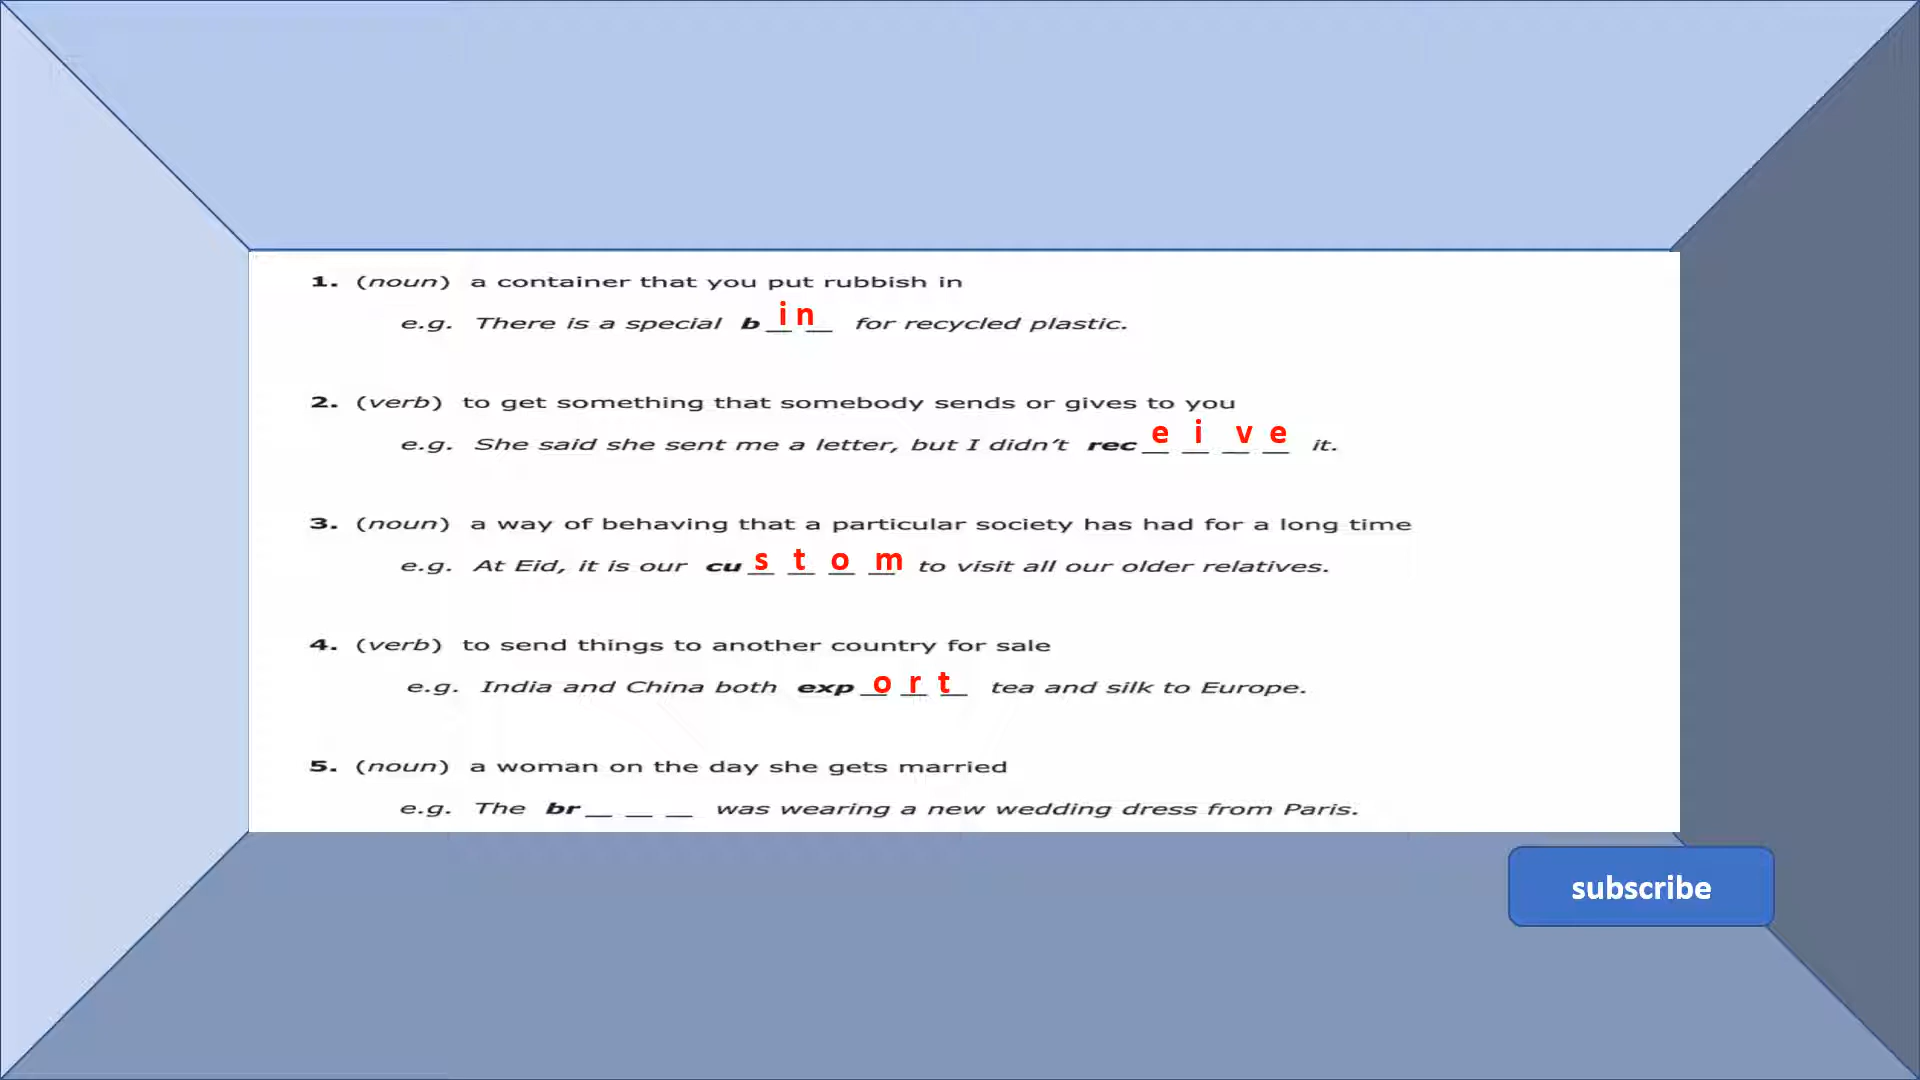 1. (noun) a container that you put rubbish in
e.g. There is a special b in for recycled plastic.
2. (verb) to get something that somebody sends or gives to you
e.g. She said she sent me a letter, but I didn't rec e i v e it.
3. (noun) a way of behaving that a particular society has had for a long time
e.g. At Eid, it is our cu s t o m to visit all our older relatives.
4. (verb) to send things to another country for sale
e.g. India and China both exp o r t tea and silk to Europe.
5. (noun) a woman on the day she gets married
e.g. The br _ _ _ was wearing a new wedding dress from Paris.
subscribe